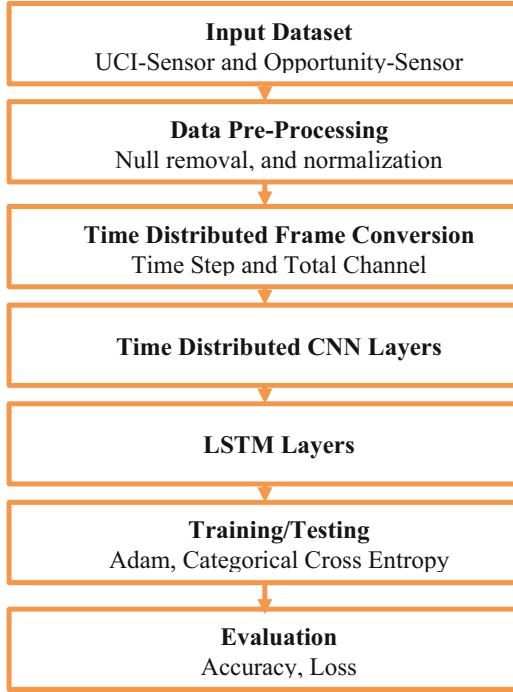 Input Dataset
UCI-Sensor and Opportunity-Sensor
Data Pre-Processing
Null removal, and normalization
Time Distributed Frame Conversion
Time Step and Total Channel
Time Distributed CNN Layers
LSTM Layers
Training/Testing
Adam, Categorical Cross Entropy
Evaluation
Accuracy, Loss